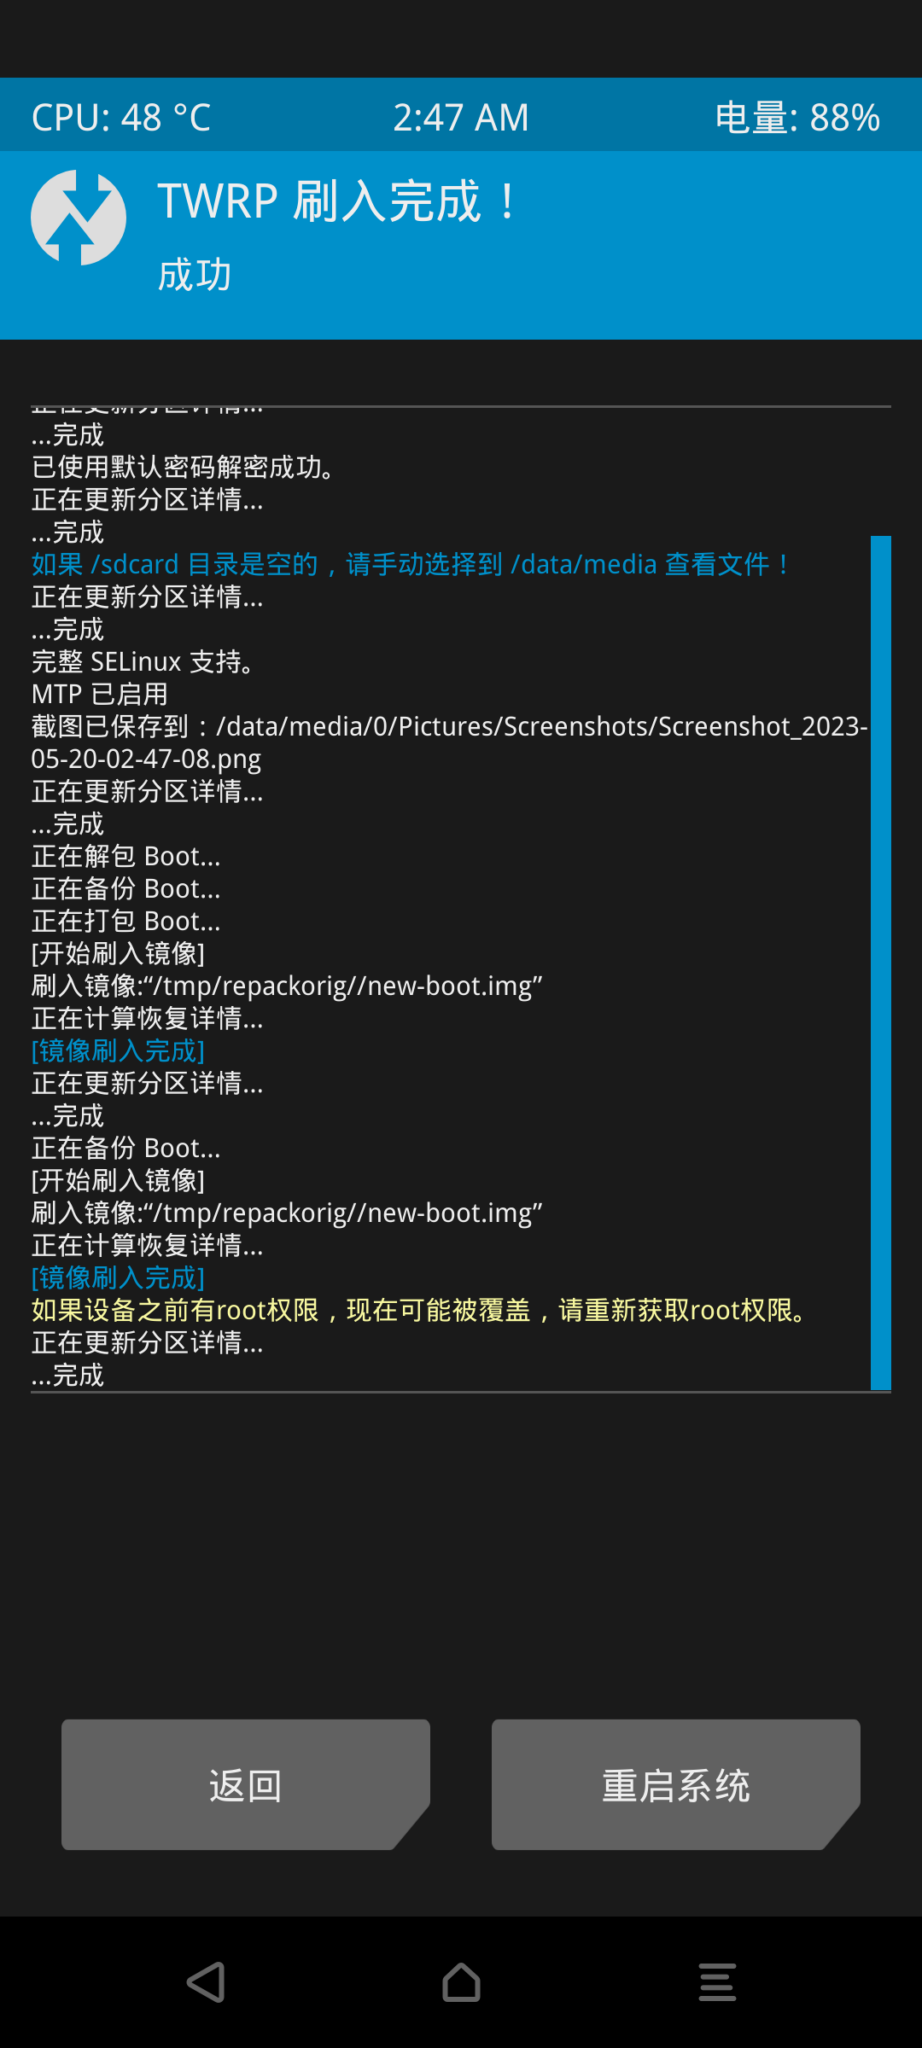 CPU: 48 °C
2:47 AM
电量: 88%
TWRP 刷入完成！
成功
正在更新分区详情...
...完成
已使用默认密码解密成功。
正在更新分区详情...
...完成
如果 /sdcard 目录是空的，请手动选择到 /data/media 查看文件！
正在更新分区详情...
...完成
完整 SELinux 支持。
MTP 已启用
截图已保存到：/data/media/0/Pictures/Screenshots/Screenshot_2023-
05-20-02-47-08.png
正在更新分区详情...
...完成
正在解包 Boot...
正在备份 Boot...
正在打包 Boot...
[开始刷入镜像]
刷入镜像:“/tmp/repackorig//new-boot.img”
正在计算恢复详情...
[镜像刷入完成]
正在更新分区详情...
...完成
正在备份 Boot...
[开始刷入镜像]
刷入镜像:“/tmp/repackorig//new-boot.img”
正在计算恢复详情...
[镜像刷入完成]
如果设备之前有root权限，现在可能被覆盖，请重新获取root权限。
正在更新分区详情...
...完成
返回
重启系统